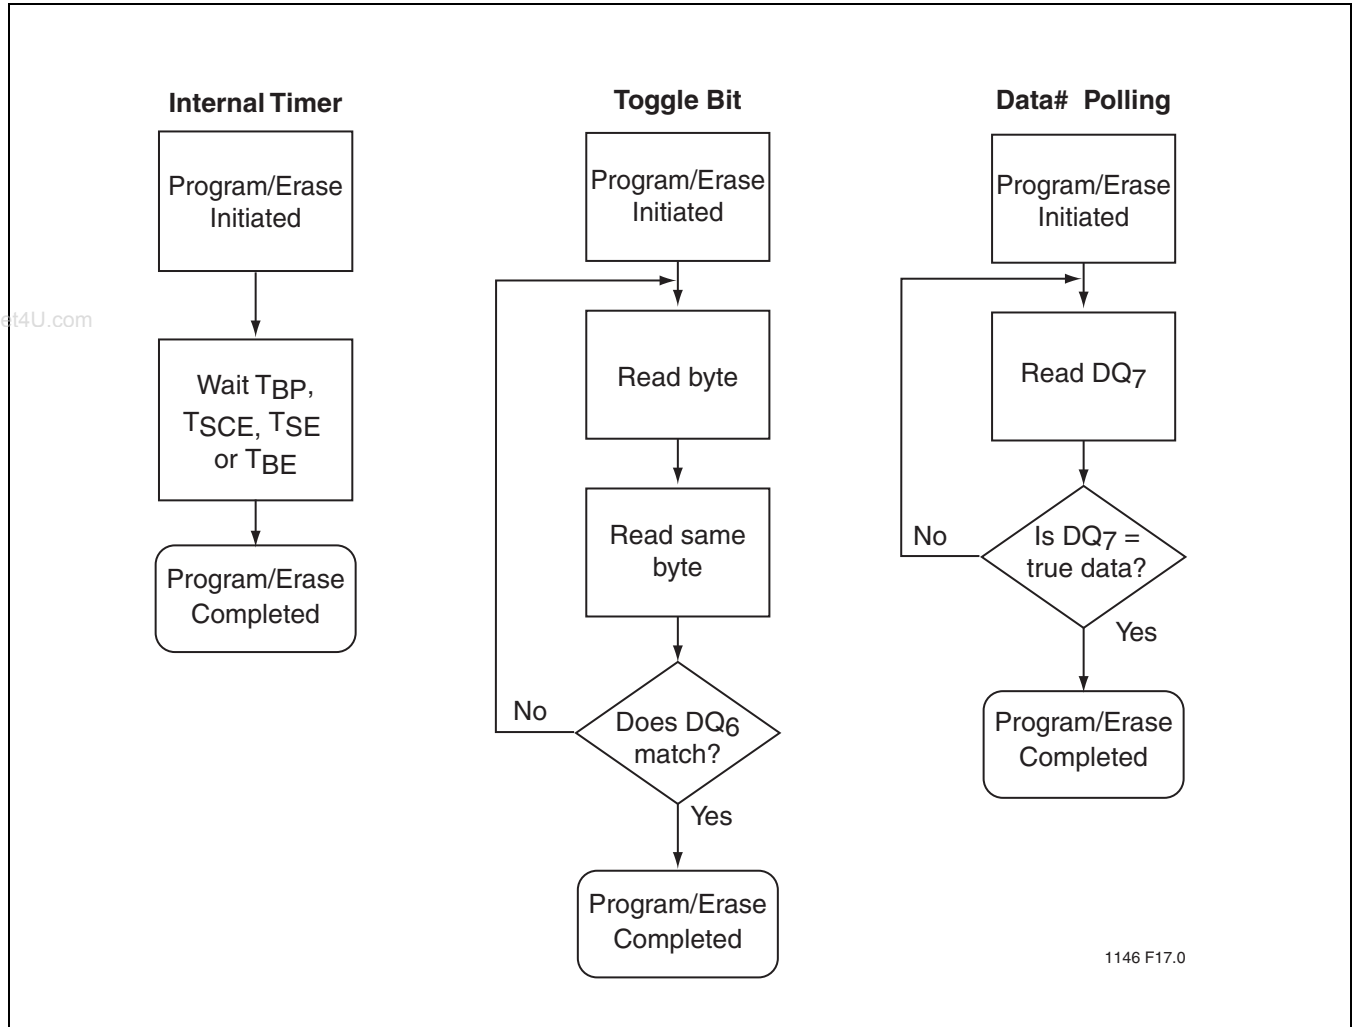 Internal Timer
Program/Erase
Initiated
Wait TBP,
TSCE, TSE
or TBE
Program/Erase
Completed
Toggle Bit
Program/Erase
Initiated
Read byte
Read same
byte
Does DQ6
match?
No
Yes
Program/Erase
Completed
Data# Polling
Program/Erase
Initiated
Read DQ7
Is DQ7 =
true data?
No
Yes
Program/Erase
Completed
1146 F17.0
et4U.com